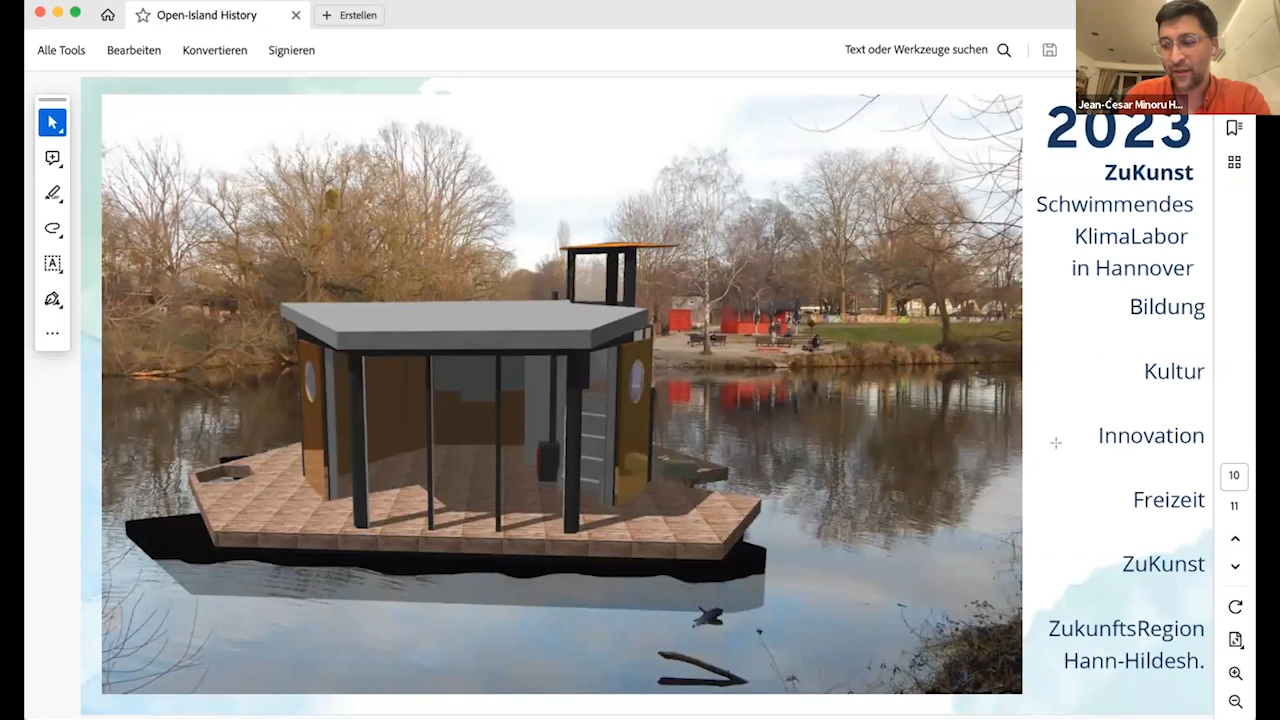 Open-Island History
Erstellen
Alle Tools
Bearbeiten
Konvertieren
Signieren
Text oder Werkzeuge suchen
Jean-Cesar Minoru H...
2023
ZuKunst
Schwimmendes
KlimaLabor
in Hannover
Bildung
Kultur
Innovation
Freizeit
ZuKunst
ZukunftsRegion
Hann-Hildesh.
10
11